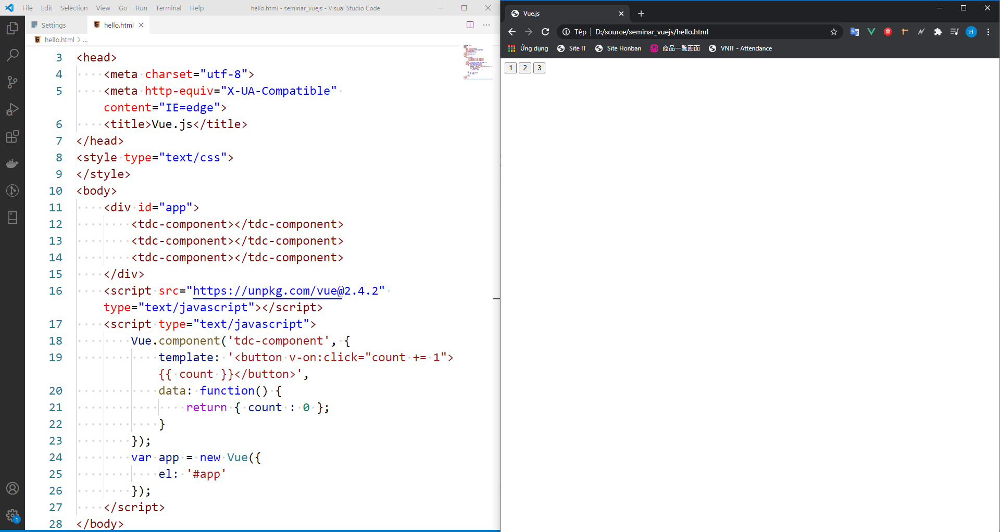 File Edit Selection View Go Run Terminal Help hello.html - seminar_vuejs - Visual Studio Code
Settings hello.html
hello.html > ...
3 <head>
4 <meta charset="utf-8">
5 <meta http-equiv="X-UA-Compatible"
content="IE=edge">
6 <title>Vue.js</title>
7 </head>
8 <style type="text/css">
9 </style>
10 <body>
11 <div id="app">
12 <tdc-component></tdc-component>
13 <tdc-component></tdc-component>
14 <tdc-component></tdc-component>
15 </div>
16 <script src="https://unpkg.com/vue@2.4.2"
type="text/javascript"></script>
17 <script type="text/javascript">
18 Vue.component('tdc-component', {
19 template: '<button v-on:click="count += 1">
{{ count }}</button>',
20 data: function() {
21 return { count : 0 };
22 }
23 });
24 var app = new Vue({
25 el: '#app'
26 });
27 </script>
28 </body>
1
Vue.js
Tệp D:/source/seminar_vuejs/hello.html H
Ứng dụng Site IT Site Honban 商品一覧画面 VNIT - Attendance
1 2 3